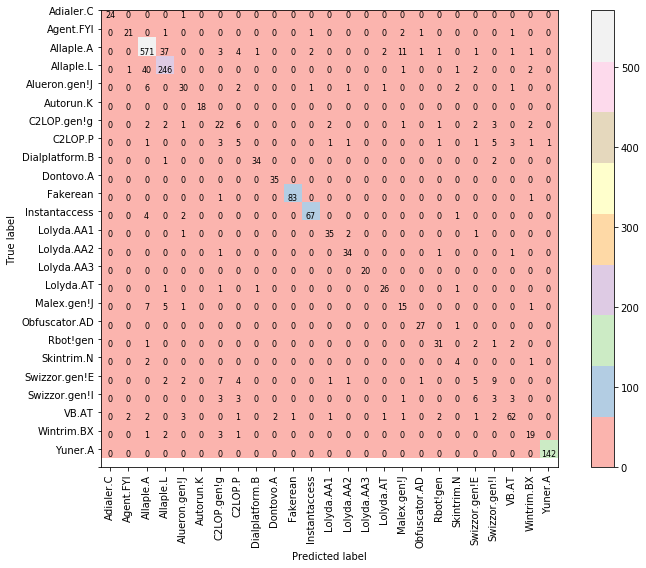 Adialer.C 24 0 0 0 1 0 0 0 0 0 0 0 0 0 0 0 0 0 0 0 0 0 0 0 0
Agent.FYI 0 21 0 1 0 0 0 0 0 0 0 1 0 0 0 0 2 1 0 0 0 0 1 0 0
Allaple.A 0 0 571 37 0 0 3 4 1 0 0 2 0 0 0 2 11 1 1 0 1 0 1 1 0
Allaple.L 0 1 40 246 0 0 0 0 0 0 0 0 0 0 0 0 1 0 0 1 2 0 0 2 0
Alueron.gen!J 0 0 6 0 30 0 0 2 0 0 0 1 0 1 0 1 0 0 0 2 0 0 1 0 0
Autorun.K 0 0 0 0 0 18 0 0 0 0 0 0 0 0 0 0 0 0 0 0 0 0 0 0 0
C2LOP.gen!g 0 0 2 2 1 0 22 6 0 0 0 0 2 0 0 0 1 0 1 0 2 3 0 2 0
C2LOP.P 0 0 1 0 0 0 3 5 0 0 0 0 1 1 0 0 0 0 1 0 1 5 3 1 1
Dialplatform.B 0 0 0 1 0 0 0 0 34 0 0 0 0 0 0 0 0 0 0 0 0 2 0 0 0
Dontovo.A 0 0 0 0 0 0 0 0 0 35 0 0 0 0 0 0 0 0 0 0 0 0 0 0 0
Fakerean 0 0 0 0 0 0 1 0 0 0 83 0 0 0 0 0 0 0 0 0 0 0 0 1 0
Instantaccess 0 0 4 0 2 0 0 0 0 0 0 67 0 0 0 0 0 0 0 1 0 0 0 0 0
Lolyda.AA1 0 0 0 0 1 0 0 0 0 0 0 0 35 2 0 0 0 0 0 0 1 0 0 0 0
Lolyda.AA2 0 0 0 0 0 0 1 0 0 0 0 0 0 34 0 0 0 0 1 0 0 0 1 0 0
Lolyda.AA3 0 0 0 0 0 0 0 0 0 0 0 0 0 0 20 0 0 0 0 0 0 0 0 0 0
Lolyda.AT 0 0 0 1 0 0 1 0 1 0 0 0 0 0 0 26 0 0 0 1 0 0 0 0 0
Malex.gen!J 0 0 7 5 1 0 0 0 0 0 0 0 0 0 0 0 15 0 0 0 0 0 0 1 0
Obfuscator.AD 0 0 0 0 0 0 0 0 0 0 0 0 0 0 0 0 0 27 0 1 0 0 0 0 0
Rbot!gen 0 0 1 0 0 0 0 0 0 0 0 0 0 0 0 0 0 0 31 0 2 1 2 0 0
Skintrim.N 0 0 2 0 0 0 0 0 0 0 0 0 0 0 0 0 0 0 0 4 0 0 0 1 0
Swizzor.gen!E 0 0 0 2 2 0 7 4 0 0 0 0 1 1 0 0 0 1 0 0 5 9 0 0 0
Swizzor.gen!I 0 0 0 0 0 0 3 3 0 0 0 0 0 0 0 0 1 0 0 0 6 3 3 0 0
VB.AT 0 2 2 0 3 0 0 1 0 2 1 0 1 0 0 1 1 0 2 0 1 2 62 0 0
Wintrim.BX 0 0 1 2 0 0 3 1 0 0 0 0 0 0 0 0 0 0 0 0 0 0 0 19 0
Yuner.A 0 0 0 0 0 0 0 0 0 0 0 0 0 0 0 0 0 0 0 0 0 0 0 0 142
True label
Adialer.C
Agent.FYI
Allaple.A
Allaple.L
Alueron.gen!J
Autorun.K
C2LOP.gen!g
C2LOP.P
Dialplatform.B
Dontovo.A
Fakerean
Instantaccess
Lolyda.AA1
Lolyda.AA2
Lolyda.AA3
Lolyda.AT
Malex.gen!J
Obfuscator.AD
Rbot!gen
Skintrim.N
Swizzor.gen!E
Swizzor.gen!I
VB.AT
Wintrim.BX
Yuner.A
Predicted label
500
400
300
200
100
0